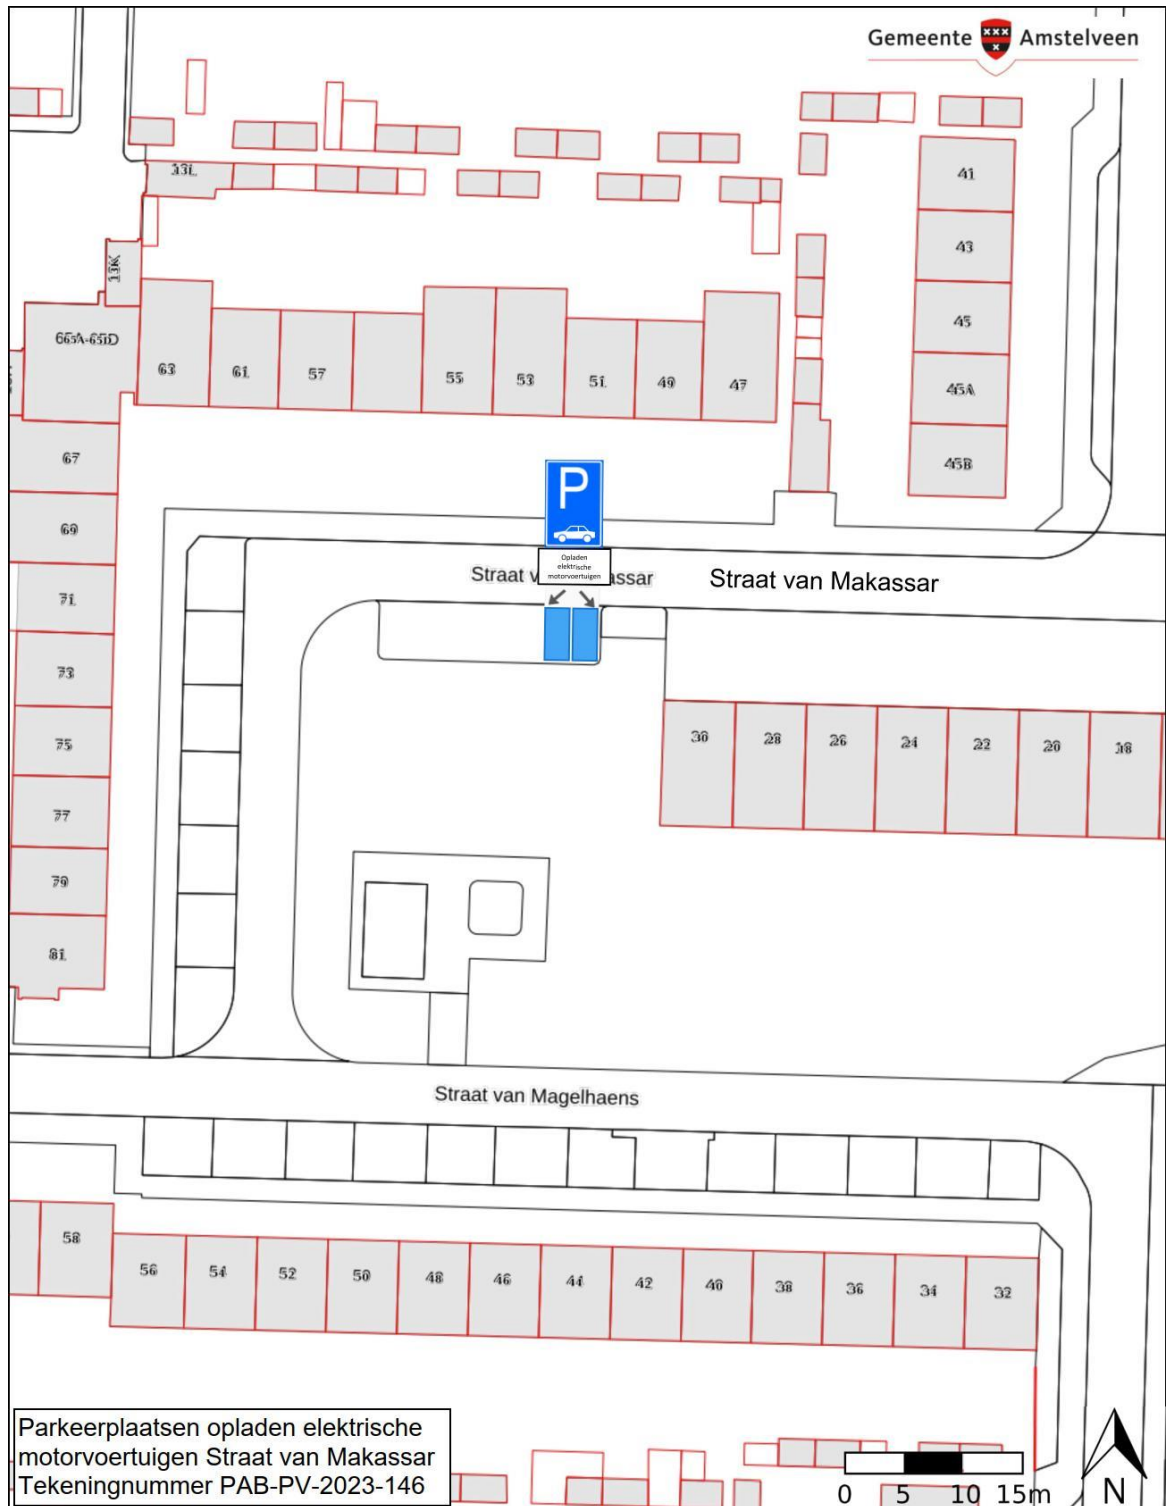 Gemeente Amstelveen
41
13L
43
13K
45
65A-65D
63
61
57
55
53
51
49
47
45A
67
45B
P
69
Opladen
elektrische
motorvoertuigen
Straat van Makassar
71
73
30
28
26
24
22
20
18
75
77
79
81
Straat van Magelhaens
58
56
54
52
50
48
46
44
42
40
38
36
34
32
Parkeerplaatsen opladen elektrische
motorvoertuigen Straat van Makassar
Tekeningnummer PAB-PV-2023-146
0 5 10 15m
N